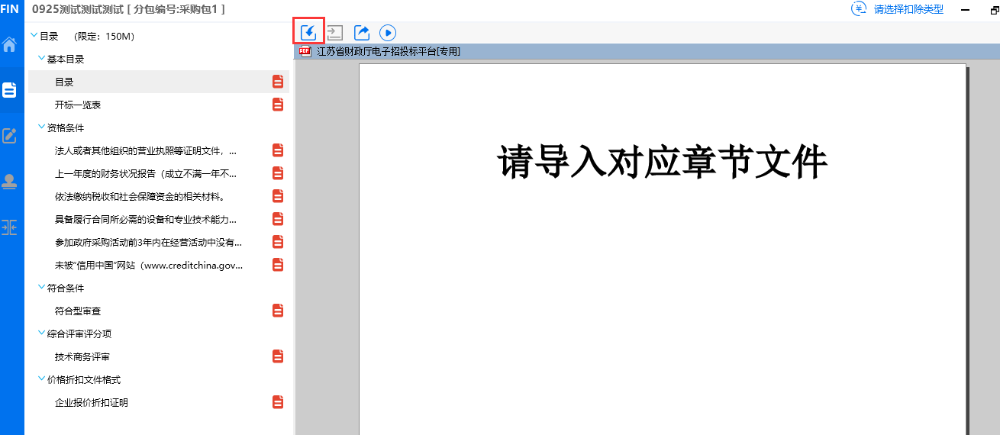 FIN
0925测试测试测试 [ 分包编号:采购包1 ]
请选择扣除类型
目录 (限定: 150M)
基本目录
目录
开标一览表
资格条件
法人或者其他组织的营业执照等证明文件，...
上一年度的财务状况报告（成立不满一年不...
依法缴纳税收和社会保障资金的相关材料。
具备履行合同所必需的设备和专业技术能力...
参加政府采购活动前3年内在经营活动中没有...
未被“信用中国”网站（www.creditchina.gov...
符合条件
符合型审查
综合评审评分项
技术商务评审
价格折扣文件格式
企业报价折扣证明
PDF 江苏省财政厅电子招投标平台[专用]
请导入对应章节文件